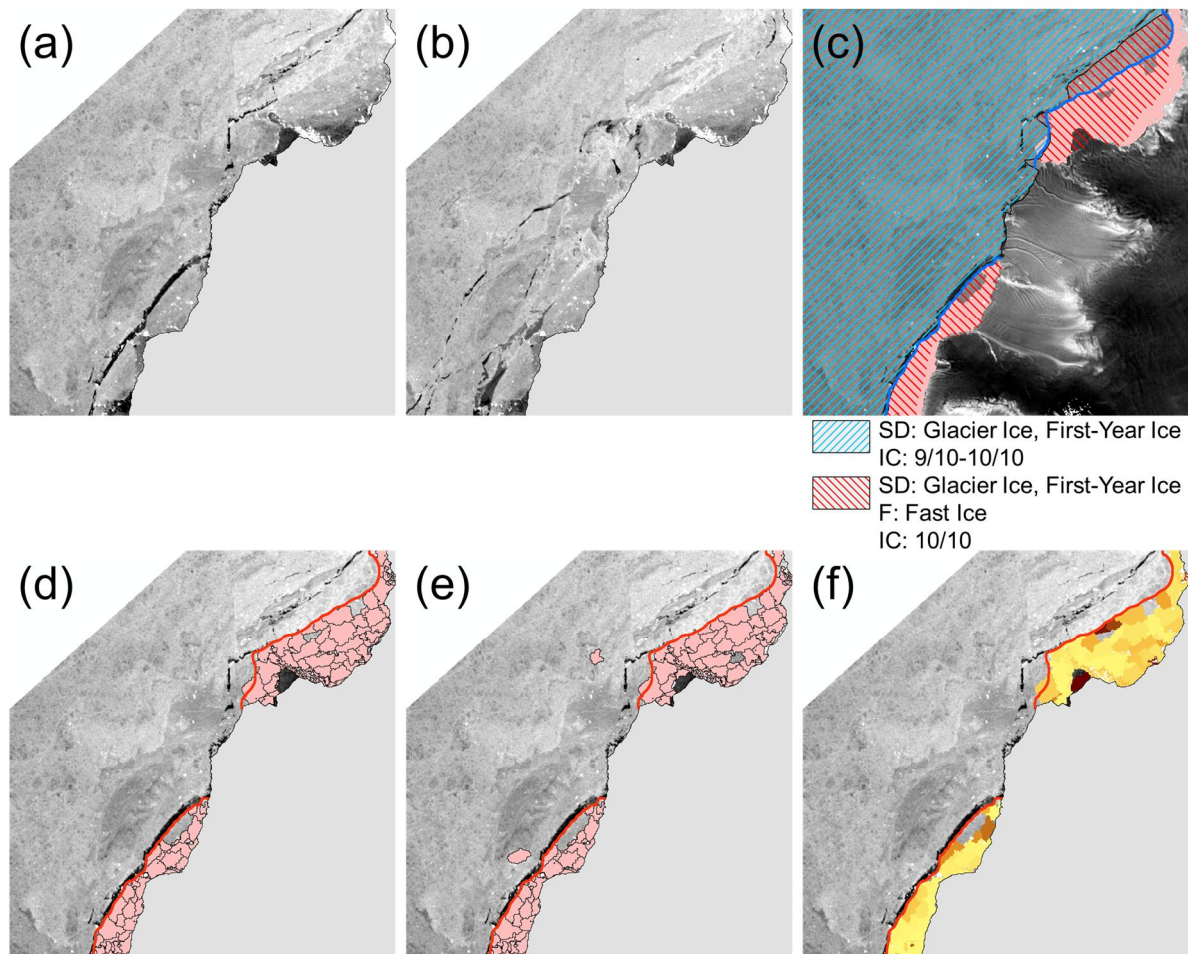 (a)
(b)
(c)
SD: Glacier Ice, First-Year Ice
IC: 9/10-10/10
SD: Glacier Ice, First-Year Ice
F: Fast Ice
IC: 10/10
(d)
(e)
(f)